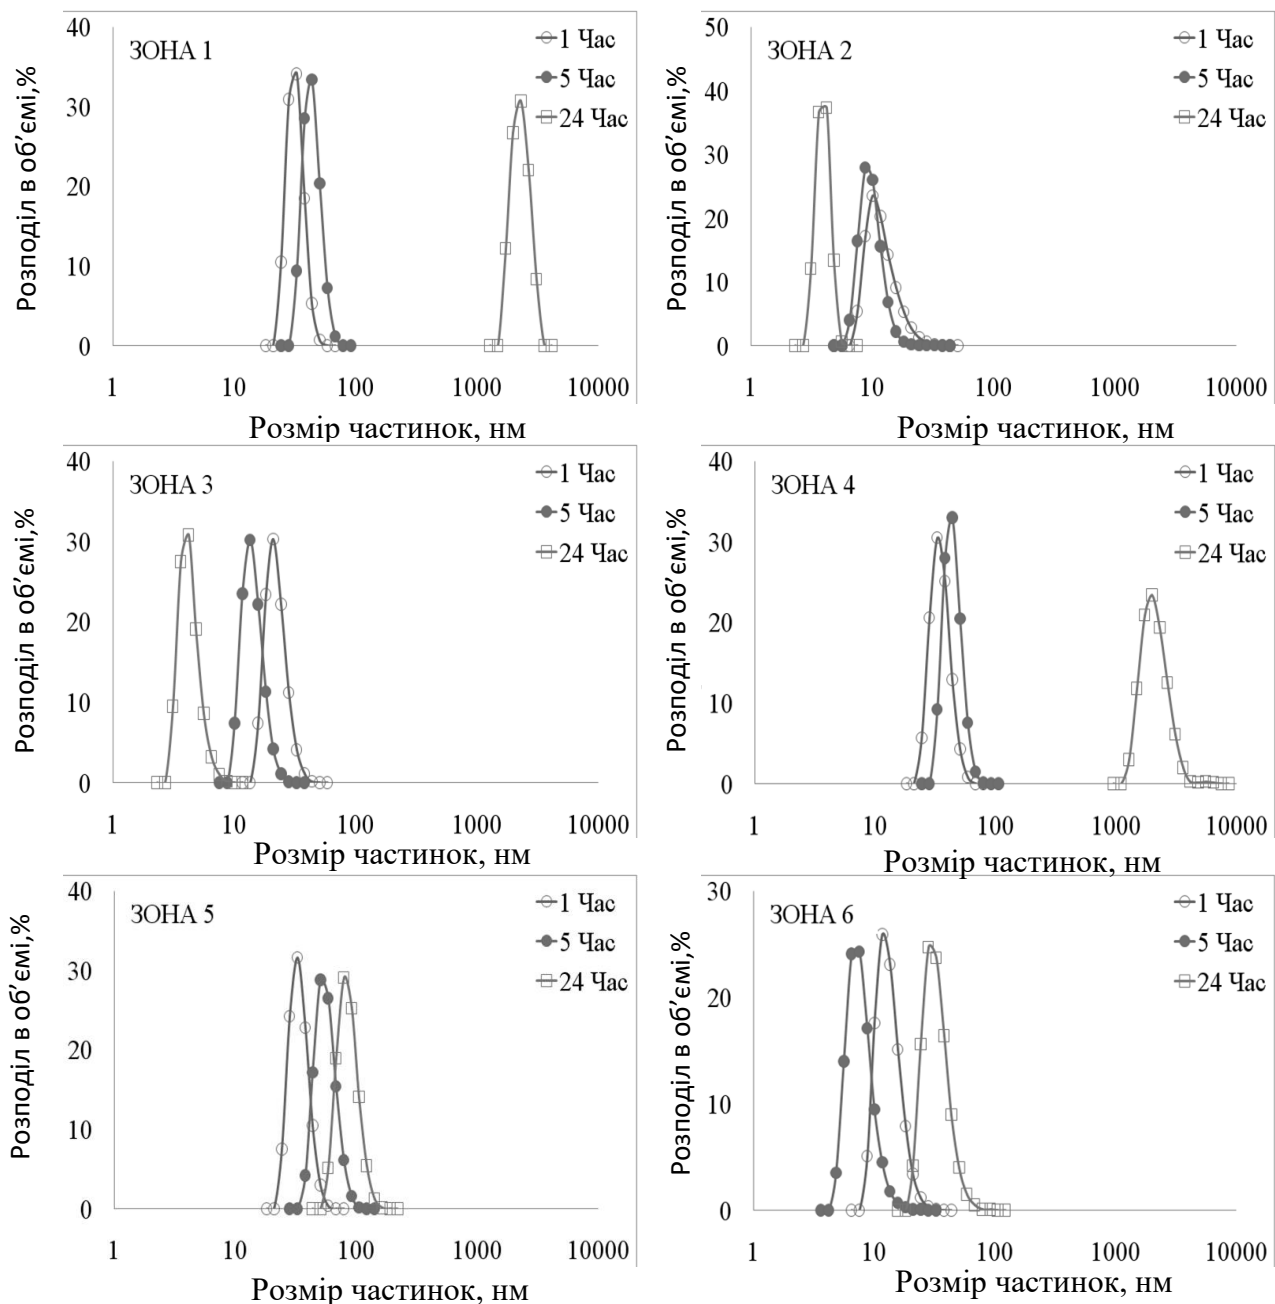 ЗОНА 1
1 Час
5 Час
24 Час
Розподіл в об’ємі,%
40
30
20
10
0
1 10 100 1000 10000
Розмір частинок, нм
ЗОНА 2
1 Час
5 Час
24 Час
Розподіл в об’ємі,%
50
40
30
20
10
0
1 10 100 1000 10000
Розмір частинок, нм
ЗОНА 3
1 Час
5 Час
24 Час
Розподіл в об’ємі,%
40
30
20
10
0
1 10 100 1000 10000
Розмір частинок, нм
ЗОНА 4
1 Час
5 Час
24 Час
Розподіл в об’ємі,%
40
30
20
10
0
1 10 100 1000 10000
Розмір частинок, нм
ЗОНА 5
1 Час
5 Час
24 Час
Розподіл в об’ємі,%
40
30
20
10
0
1 10 100 1000 10000
Розмір частинок, нм
ЗОНА 6
1 Час
5 Час
24 Час
Розподіл в об’ємі,%
30
20
10
0
1 10 100 1000 10000
Розмір частинок, нм